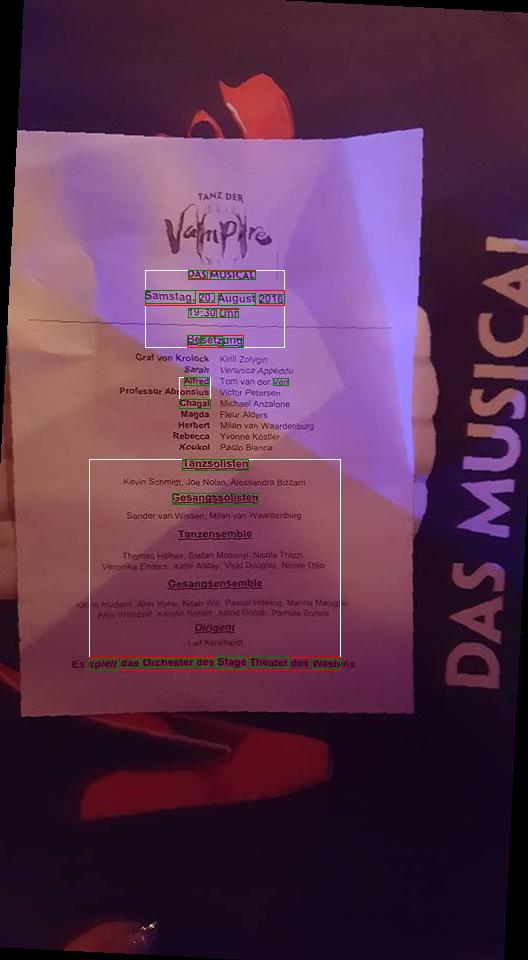 TANZ DER
Vampire
DAS MUSICAL
Samstag, 20. August 2016
19:30 Uhr
Besetzung
Graf von Krolock Kirill Zolygin
Sarah Veronica Appeddu
Alfred Tom van der Ven
Professor Abronsius Victor Petersen
Chagal Michael Anzalone
Magda Fleur Alders
Herbert Milan van Waardenburg
Rebecca Yvonne Köstler
Koukol Paolo Bianca
Tanzsolisten
Kevin Schmidt, Joe Nolan, Alessandra Bizzarri
Gesangssolisten
Sander van Wissen, Milan van Waardenburg
Tanzensemble
Thomas Höfner, Stefan Mosonyi, Nicola Trazzi,
Veronika Enders, Katie Allday, Vicki Douglas, Nicole Ollio
Gesangsensemble
Kevin Hudson, Alex Hyne, Noah Wili, Pascal Höwing, Marina Maniglio,
Anja Wendzel, Kerstin Astrid Gollob, Pamela Zottele
Dirigent
Kankhardt
Es spielt das Orchester des Stage Theater des Westens
DAS MUSICAL